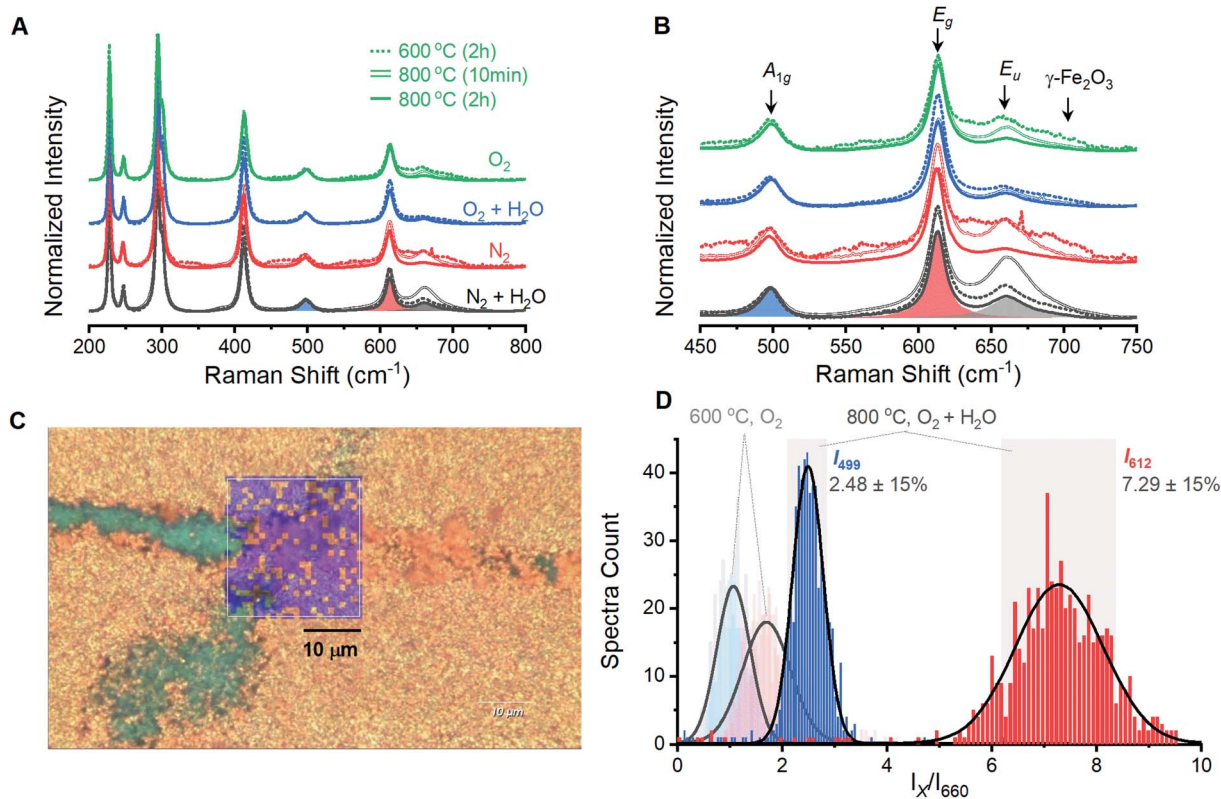 A
Normalized Intensity
600 °C (2h)
800 °C (10min)
800 °C (2h)
O₂
O₂ + H₂O
N₂
N₂ + H₂O
200 300 400 500 600 700 800
Raman Shift (cm⁻¹)
B
Normalized Intensity
A₁g
Eg
Eu
γ-Fe₂O₃
450 500 550 600 650 700 750
Raman Shift (cm⁻¹)
C
10 μm
10 μm
D
600 °C, O₂
800 °C, O₂ + H₂O
I₄₉₉
2.48 ± 15%
I₆₁₂
7.29 ± 15%
Spectra Count
40
30
20
10
0
0 2 4 6 8 10
I_X/I₆₆₀